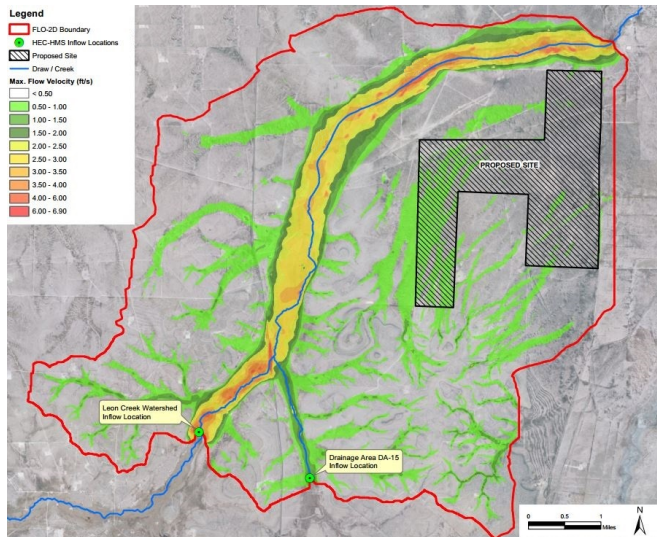 Legend
FLO-2D Boundary
HEC-HMS Inflow Locations
Proposed Site
Draw / Creek
Max. Flow Velocity (ft/s)
< 0.50
0.50 - 1.00
1.00 - 1.50
1.50 - 2.00
2.00 - 2.50
2.50 - 3.00
3.00 - 3.50
3.50 - 4.00
4.00 - 6.00
6.00 - 6.90
PROPOSED SITE
Leon Creek Watershed
Inflow Location
Drainage Area DA-15
Inflow Location
0 0.5 1
Miles
N